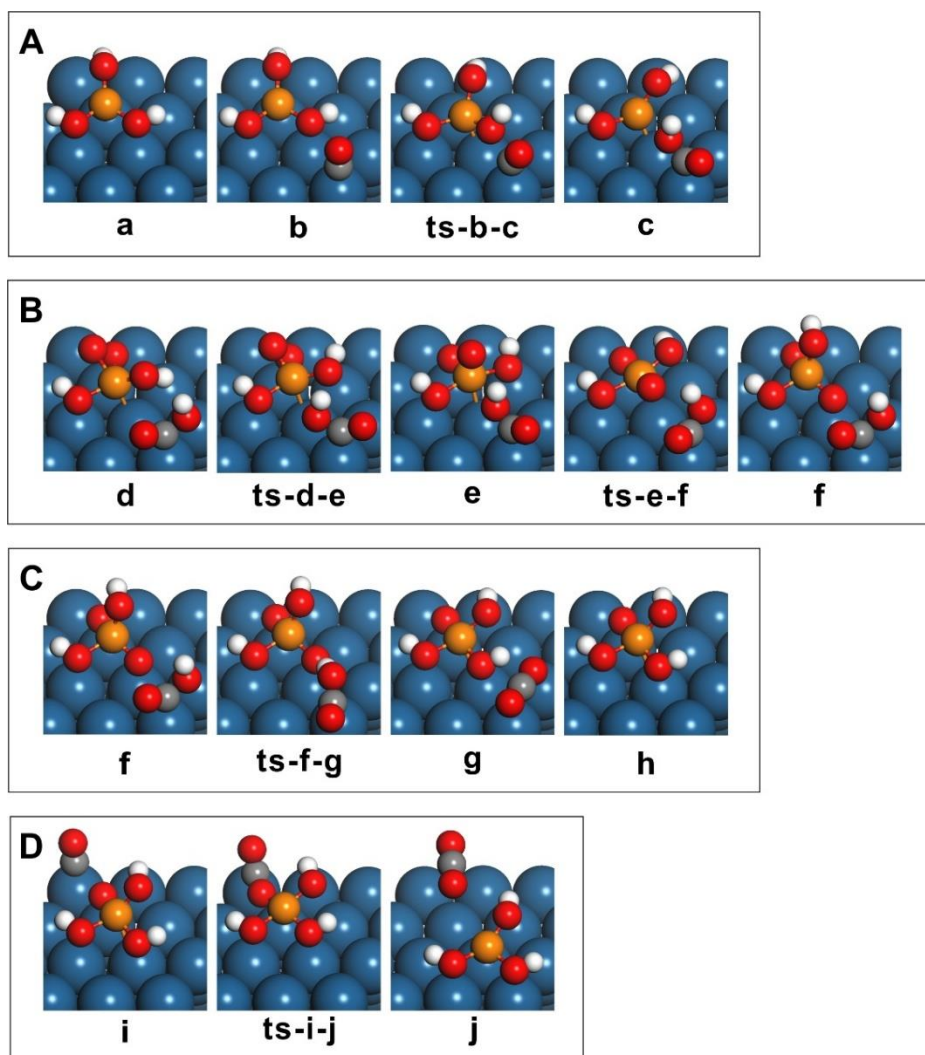 A
a b ts-b-c c
B
d ts-d-e e ts-e-f f
C
f ts-f-g g h
D
i ts-i-j j